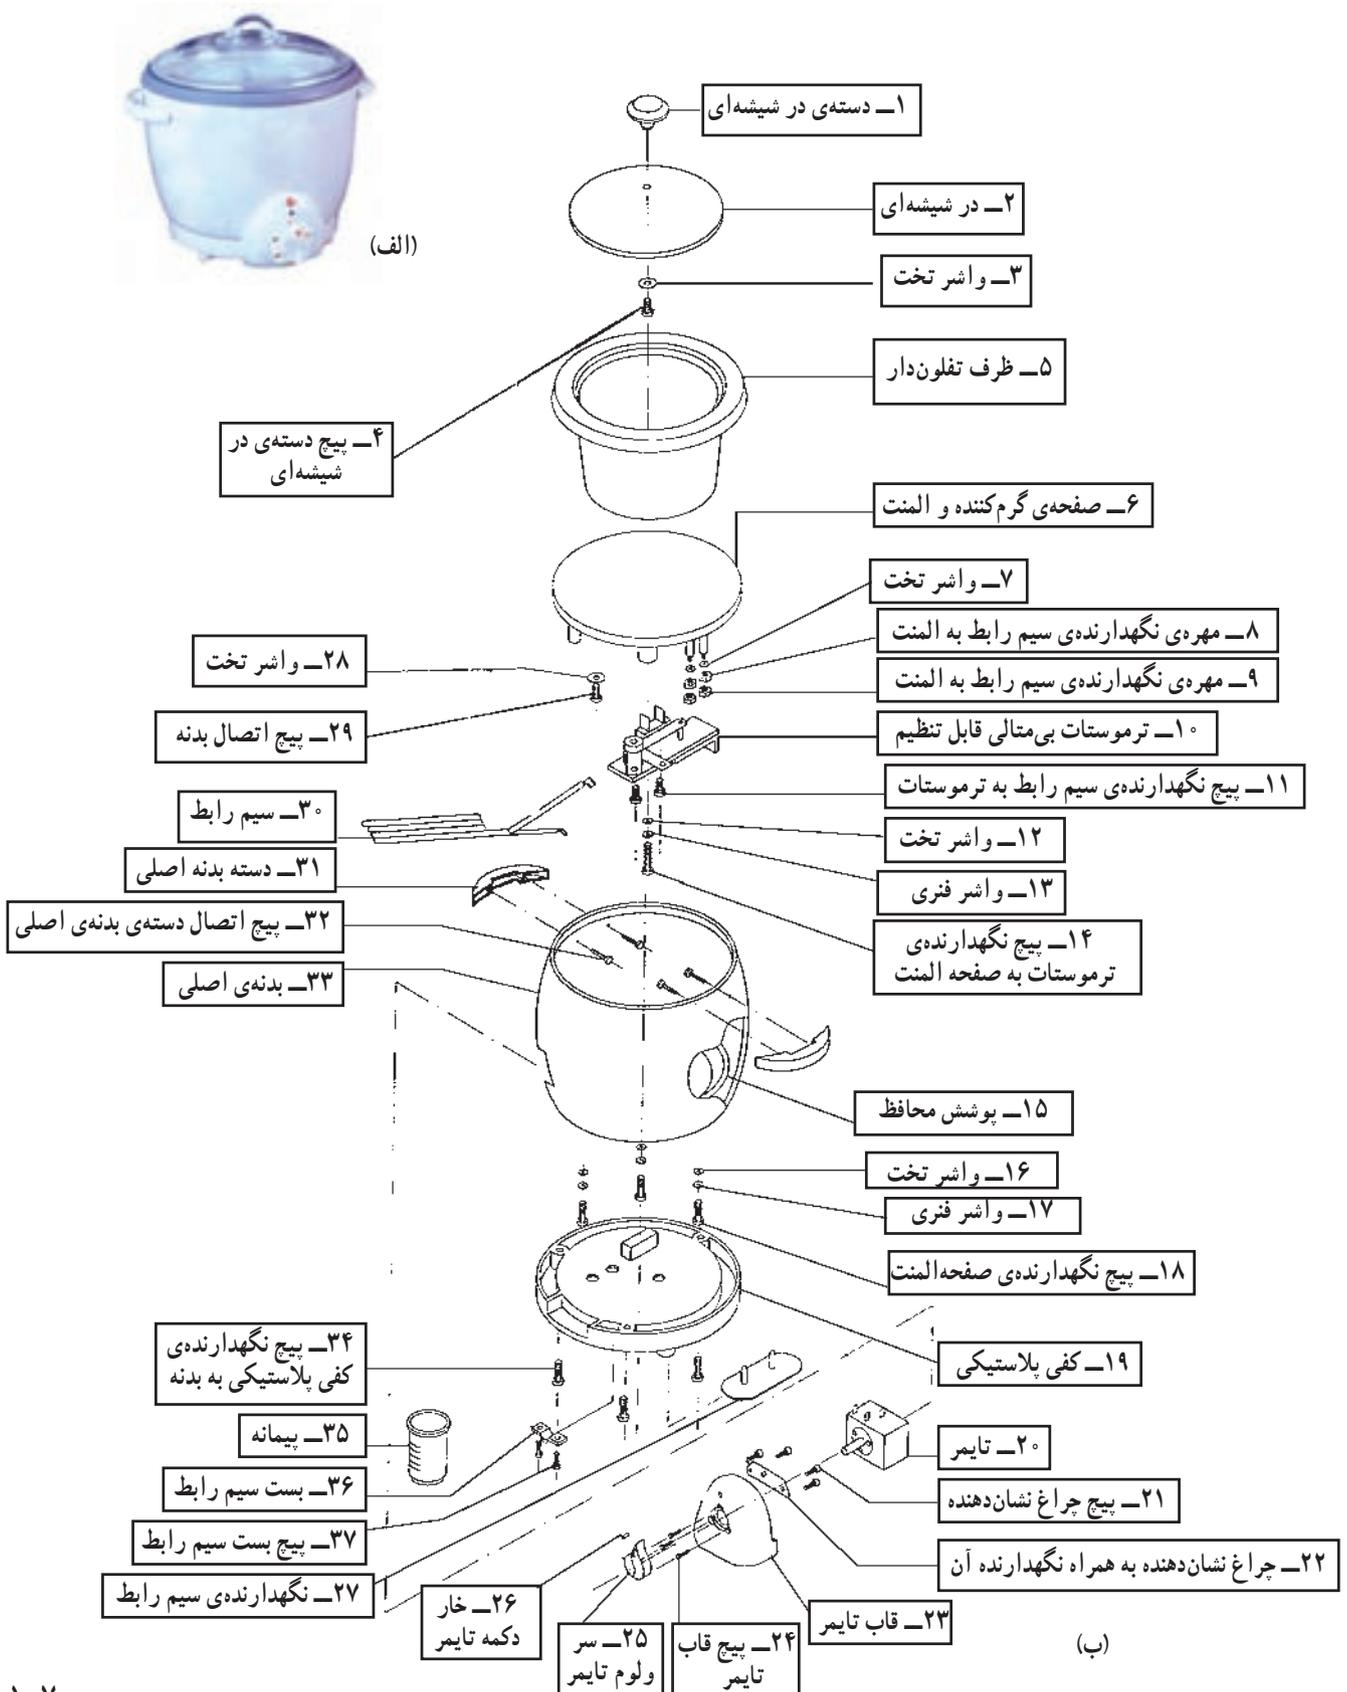 (الف)
۱ــ دسته‌ی در شیشه‌ای
۲ــ در شیشه‌ای
۳ــ واشر تخت
۴ــ پیچ دسته‌ی در
شیشه‌ای
۵ــ ظرف تفلون‌دار
۶ــ صفحه‌ی گرم‌کننده و المنت
۷ــ واشر تخت
۸ــ مهره‌ی نگهدارنده‌ی سیم رابط به المنت
۹ــ مهره‌ی نگهدارنده‌ی سیم رابط به المنت
۱۰ــ ترموستات بی‌متالی قابل تنظیم
۱۱ــ پیچ نگهدارنده‌ی سیم رابط به ترموستات
۱۲ــ واشر تخت
۱۳ــ واشر فنری
۱۴ــ پیچ نگهدارنده‌ی
ترموستات به صفحه المنت
۱۵ــ پوشش محافظ
۱۶ــ واشر تخت
۱۷ــ واشر فنری
۱۸ــ پیچ نگهدارنده‌ی صفحه‌المنت
۱۹ــ کفی پلاستیکی
۲۰ــ تایمر
۲۱ــ پیچ چراغ نشان‌دهنده
۲۲ــ چراغ نشان‌دهنده به همراه نگهدارنده آن
۲۳ــ قاب تایمر
۲۴ــ پیچ قاب
تایمر
۲۵ــ سر
ولوم تایمر
۲۶ــ خار
دکمه تایمر
۲۸ــ واشر تخت
۲۹ــ پیچ اتصال بدنه
۳۰ــ سیم رابط
۳۱ــ دسته بدنه اصلی
۳۲ــ پیچ اتصال دسته‌ی بدنه‌ی اصلی
۳۳ــ بدنه‌ی اصلی
۳۴ــ پیچ نگهدارنده‌ی
کفی پلاستیکی به بدنه
۳۵ــ پیمانه
۳۶ــ بست سیم رابط
۳۷ــ پیچ بست سیم رابط
۲۷ــ نگهدارنده‌ی سیم رابط
(ب)